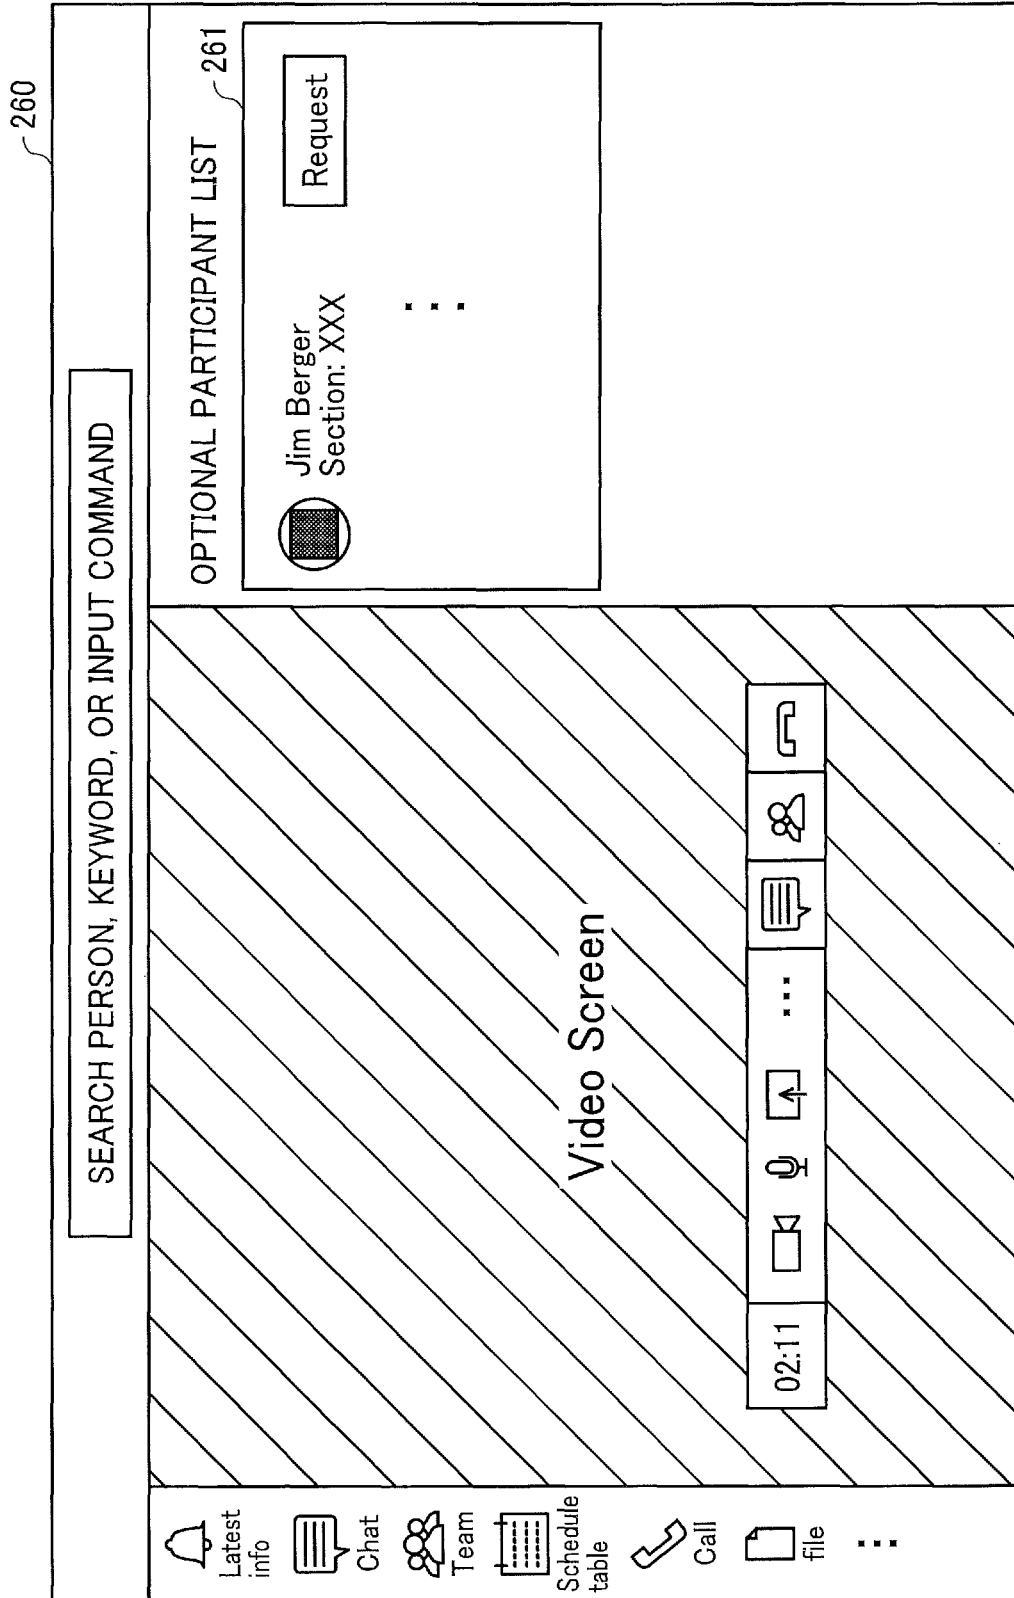 260
SEARCH PERSON, KEYWORD, OR INPUT COMMAND
Latest
info
Chat
Team
Schedule
table
Call
file
...
Video Screen
02:11
...
OPTIONAL PARTICIPANT LIST
261
Jim Berger
Section: XXX
Request
...